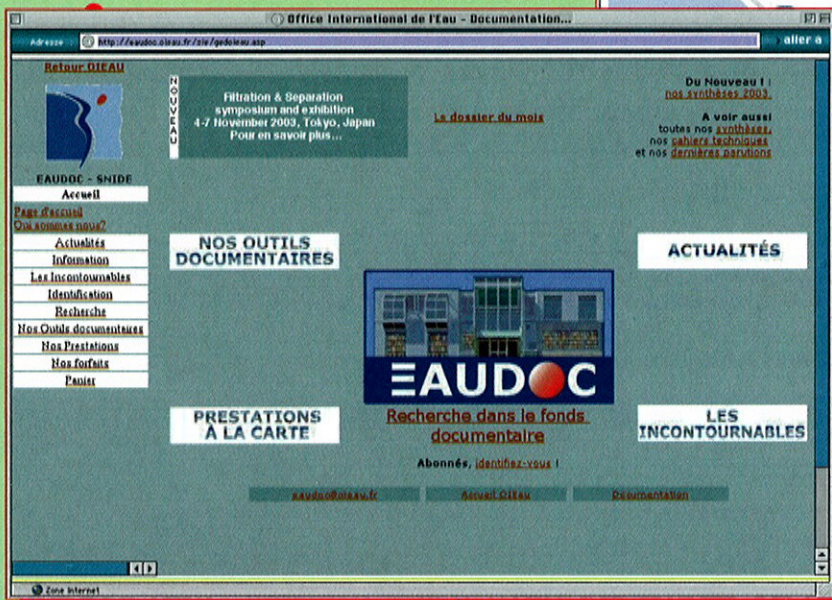 Office International de l'Eau - Documentation...
Adresse : http://eaudoc.oieau.fr/zie/gedoieau.asp aller à
Retour OIEAU
EAUDOC - SNIDE
Accueil
Page d'accueil
Qui sommes nous?
Actualités
Information
Les Incontournables
Identification
Recherche
Nos Outils documentaires
Nos Prestations
Nos forfaits
Panier
NOUVEAU
Filtration & Separation
symposium and exhibition
4-7 November 2003, Tokyo, Japan
Pour en savoir plus...
Le dossier du mois
Du Nouveau ! :
nos synthèses 2003.
A voir aussi
toutes nos synthèses,
nos cahiers techniques
et nos dernières parutions
NOS OUTILS
DOCUMENTAIRES
ACTUALITÉS
EAUDOC
PRESTATIONS
À LA CARTE
Recherche dans le fonds
documentaire
LES
INCONTOURNABLES
Abonnés, identifiez-vous !
eaudoc@oieau.fr
Accueil OIEau
Documentation
Zone Internet